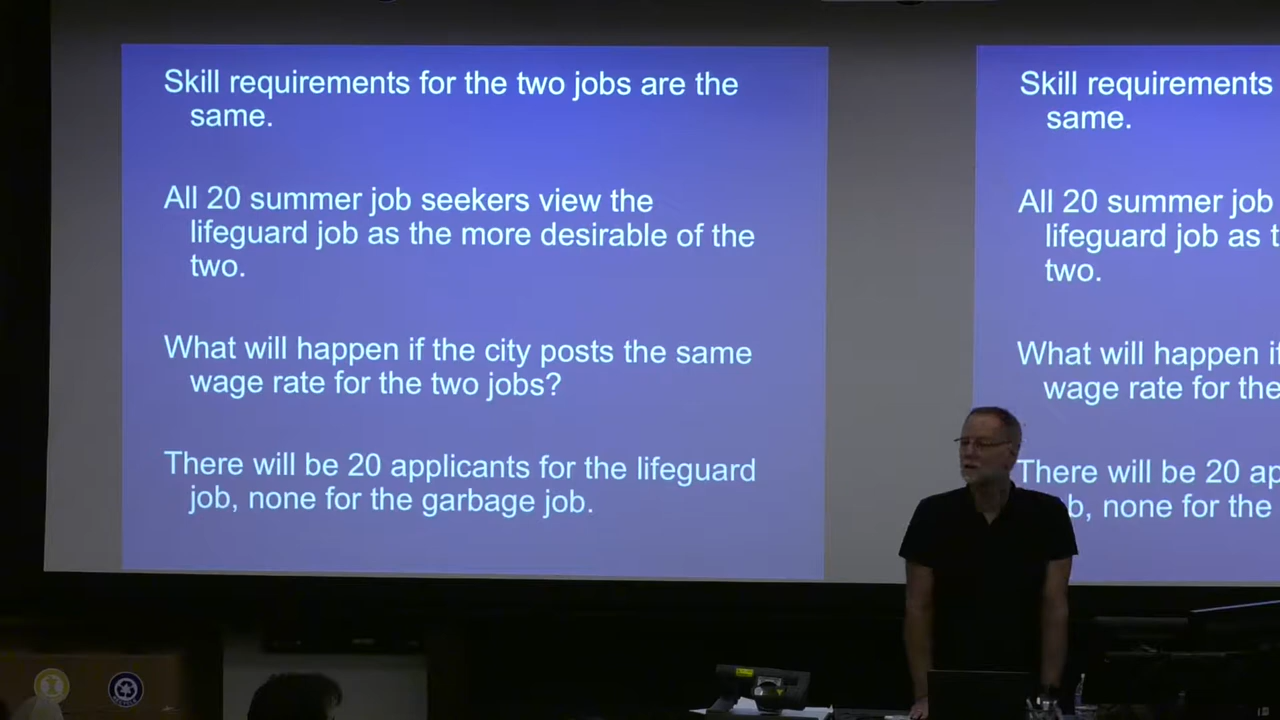 Skill requirements for the two jobs are the
same.
All 20 summer job seekers view the
lifeguard job as the more desirable of the
two.
What will happen if the city posts the same
wage rate for the two jobs?
There will be 20 applicants for the lifeguard
job, none for the garbage job.
Skill requirements
same.
All 20 summer job
lifeguard job as t
two.
What will happen if
wage rate for the
There will be 20 ap
b, none for the